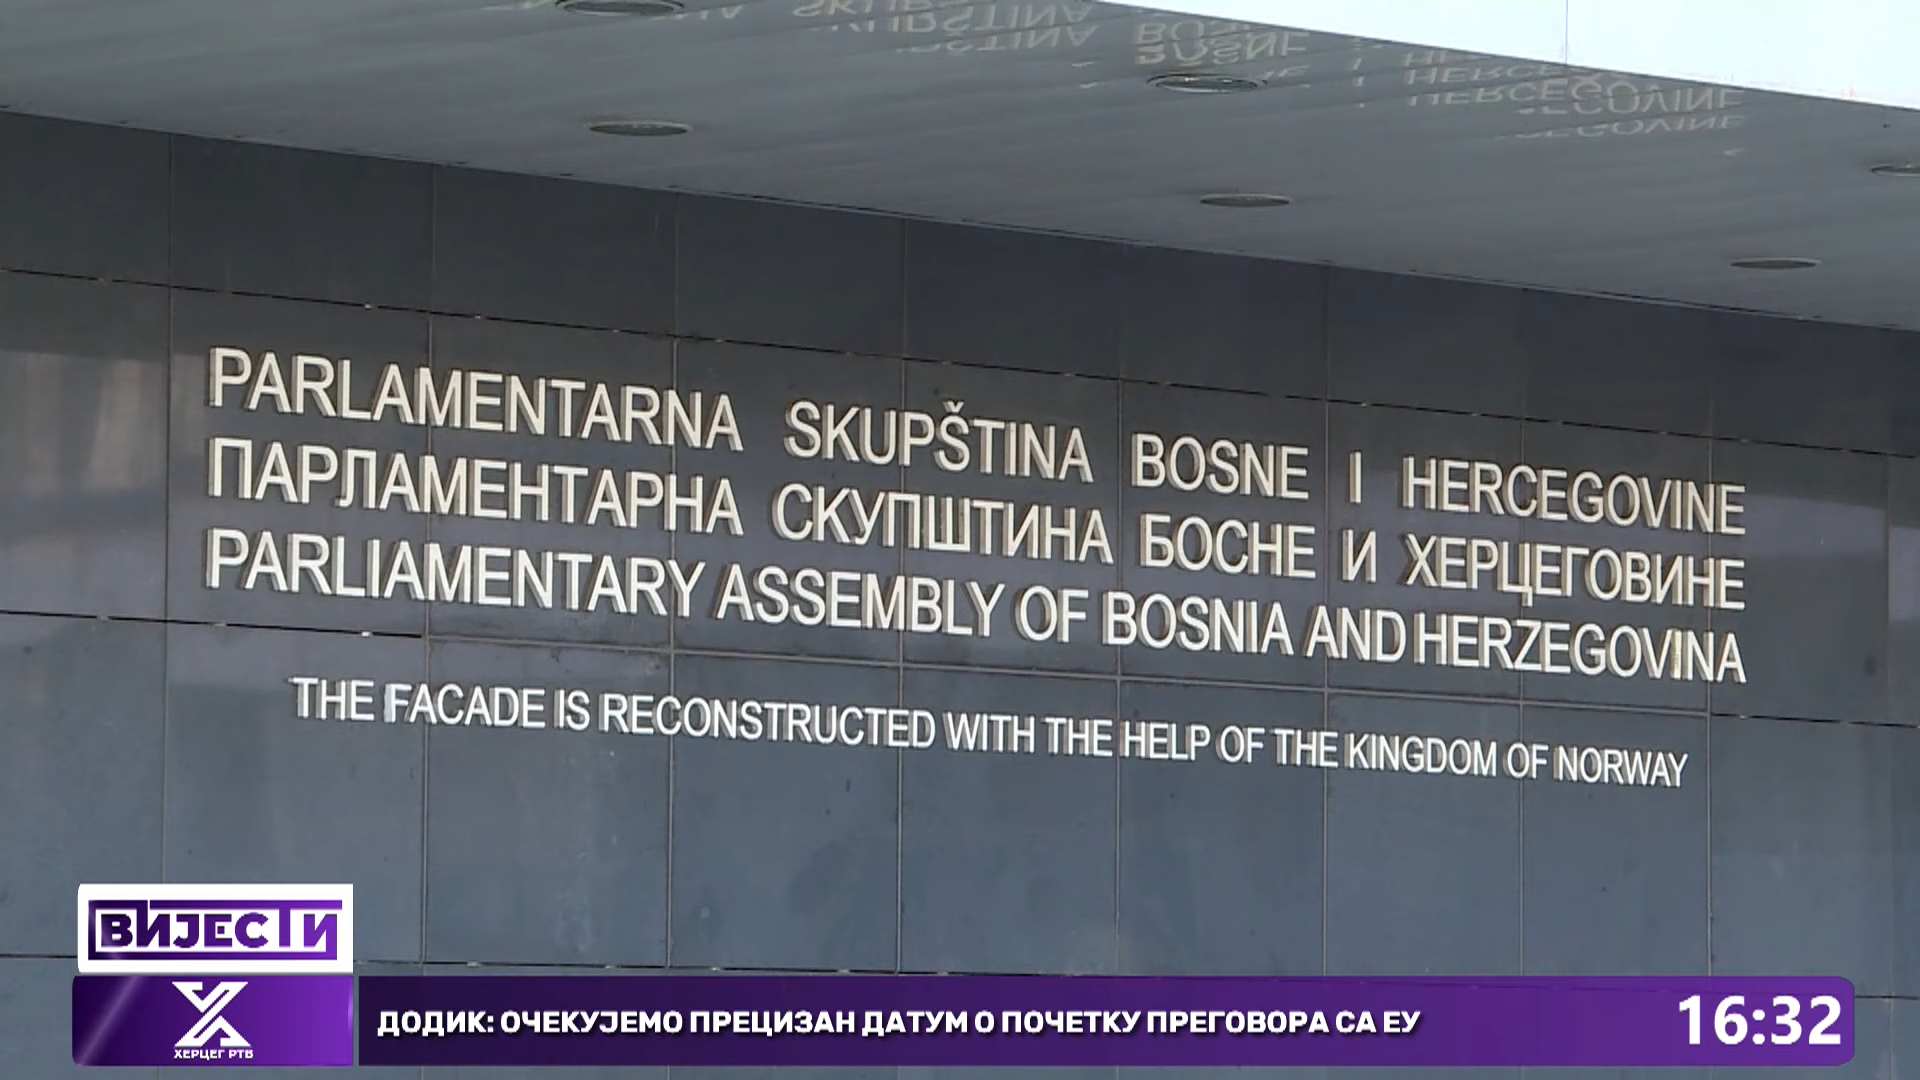 PARLAMENTARNA SKUPŠTINA BOSNE I HERCEGOVINE
ПАРЛАМЕНТАРНА СКУПШТИНА БОСНЕ И ХЕРЦЕГОВИНЕ
PARLIAMENTARY ASSEMBLY OF BOSNIA AND HERZEGOVINA
THE FACADE IS RECONSTRUCTED WITH THE HELP OF THE KINGDOM OF NORWAY
ВИЈЕСТИ
ХЕРЦЕГ РТВ
ДОДИК: ОЧЕКУЈЕМО ПРЕЦИЗАН ДАТУМ О ПОЧЕТКУ ПРЕГОВОРА СА ЕУ
16:32